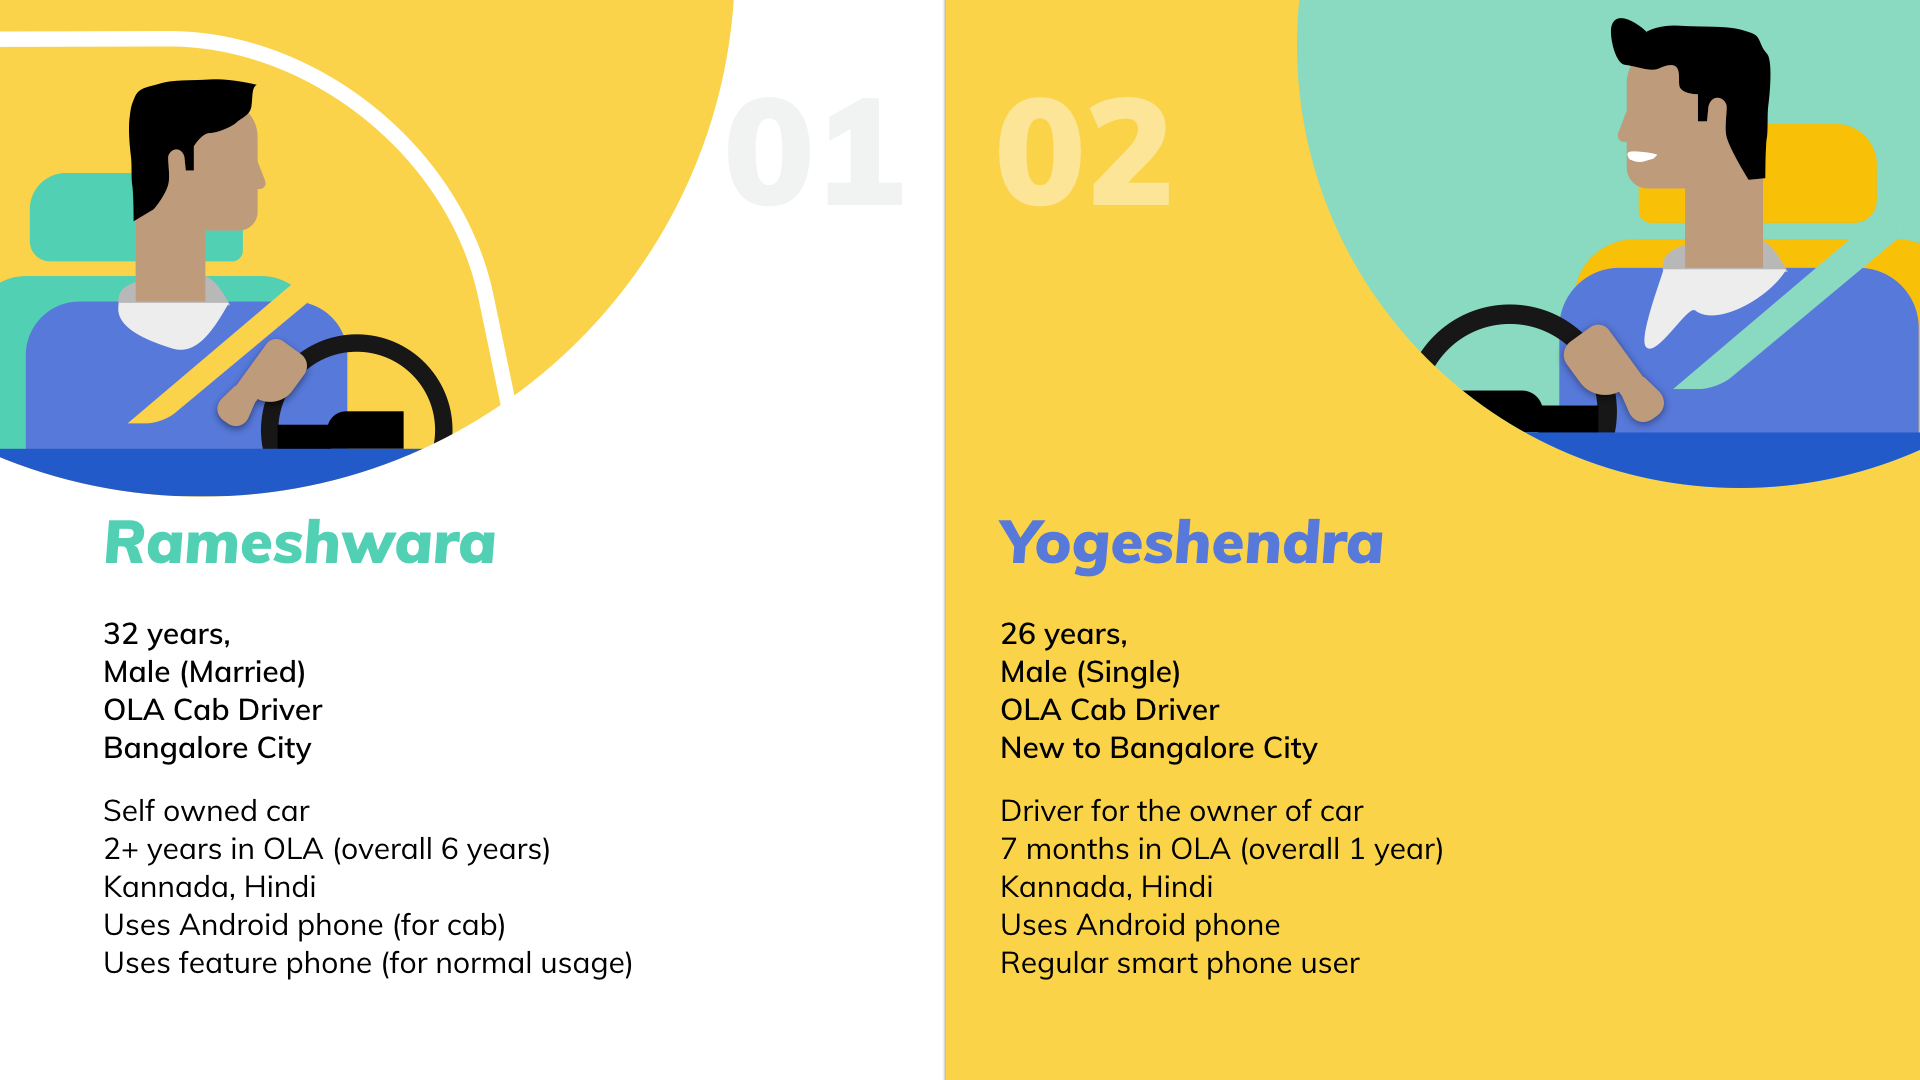 01
Rameshwara
32 years,
Male (Married)
OLA Cab Driver
Bangalore City
Self owned car
2+ years in OLA (overall 6 years)
Kannada, Hindi
Uses Android phone (for cab)
Uses feature phone (for normal usage)
02
Yogeshendra
26 years,
Male (Single)
OLA Cab Driver
New to Bangalore City
Driver for the owner of car
7 months in OLA (overall 1 year)
Kannada, Hindi
Uses Android phone
Regular smart phone user